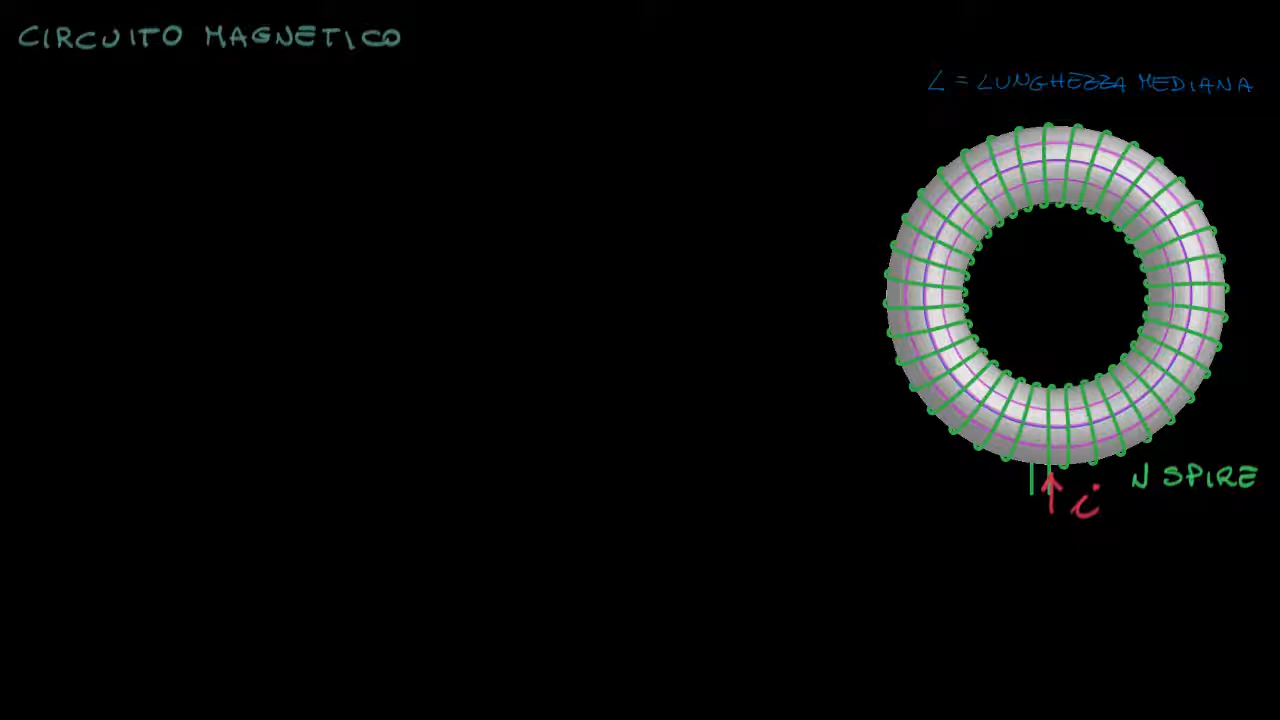 CIRCUITO MAGNETICO
L = LUNGHEZZA MEDIANA
N SPIRE
i